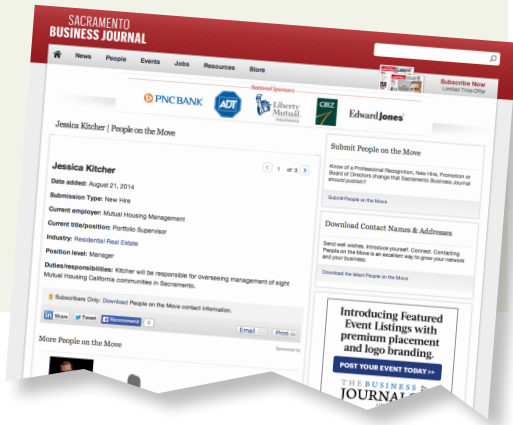 SACRAMENTO
BUSINESS JOURNAL
News People Events Jobs Resources Store
Subscribe Now
Limited Time Offer
National Sponsors
PNC BANK ADT Liberty Mutual. INSURANCE CBIZ Edward Jones
Jessica Kitcher | People on the Move
Jessica Kitcher
< 1 of 3 >
Date added: August 21, 2014
Submission Type: New Hire
Current employer: Mutual Housing Management
Current title/position: Portfolio Supervisor
Industry: Residential Real Estate
Position level: Manager
Duties/responsibilities: Kitcher will be responsible for overseeing management of eight
Mutual Housing California communities in Sacramento.
Subscribers Only: Download People on the Move contact information.
in Share Tweet f Recommend 0
Email Print
Sponsored by
More People on the Move
Submit People on the Move
Know of a Professional Recognition, New Hire, Promotion or
Board of Directors change that Sacramento Business Journal
should publish?
Submit People on the Move
Download Contact Names & Addresses
Send well wishes. Introduce yourself. Connect. Contacting
People on the Move is an excellent way to grow your network
and your business.
Download the latest People on the Move
Introducing Featured
Event Listings with
premium placement
and logo branding.
POST YOUR EVENT TODAY >>
THE BUSINESS
JOURNALS